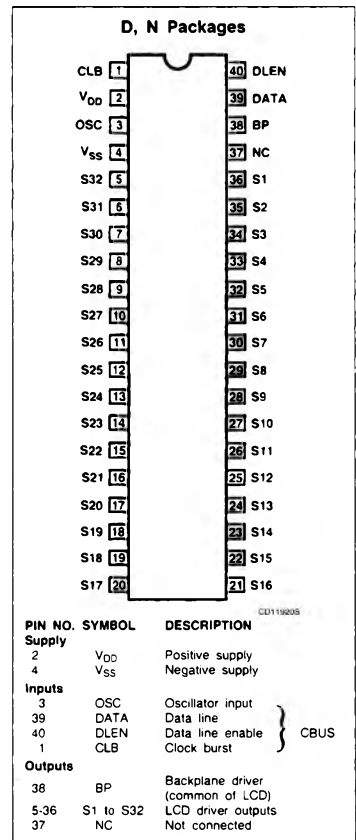 D, N Packages
CLB 1 40 DLEN
VDD 2 39 DATA
OSC 3 38 BP
VSS 4 37 NC
S32 5 36 S1
S31 6 35 S2
S30 7 34 S3
S29 8 33 S4
S28 9 32 S5
S27 10 31 S6
S26 11 30 S7
S25 12 29 S8
S24 13 28 S9
S23 14 27 S10
S22 15 26 S11
S21 16 25 S12
S20 17 24 S13
S19 18 23 S14
S18 19 22 S15
S17 20 21 S16
CD11920S
PIN NO. SYMBOL DESCRIPTION
Supply
2 VDD Positive supply
4 VSS Negative supply
Inputs
3 OSC Oscillator input
39 DATA Data line
40 DLEN Data line enable CBUS
1 CLB Clock burst
Outputs
38 BP Backplane driver
(common of LCD)
5-36 S1 to S32 LCD driver outputs
37 NC Not connected